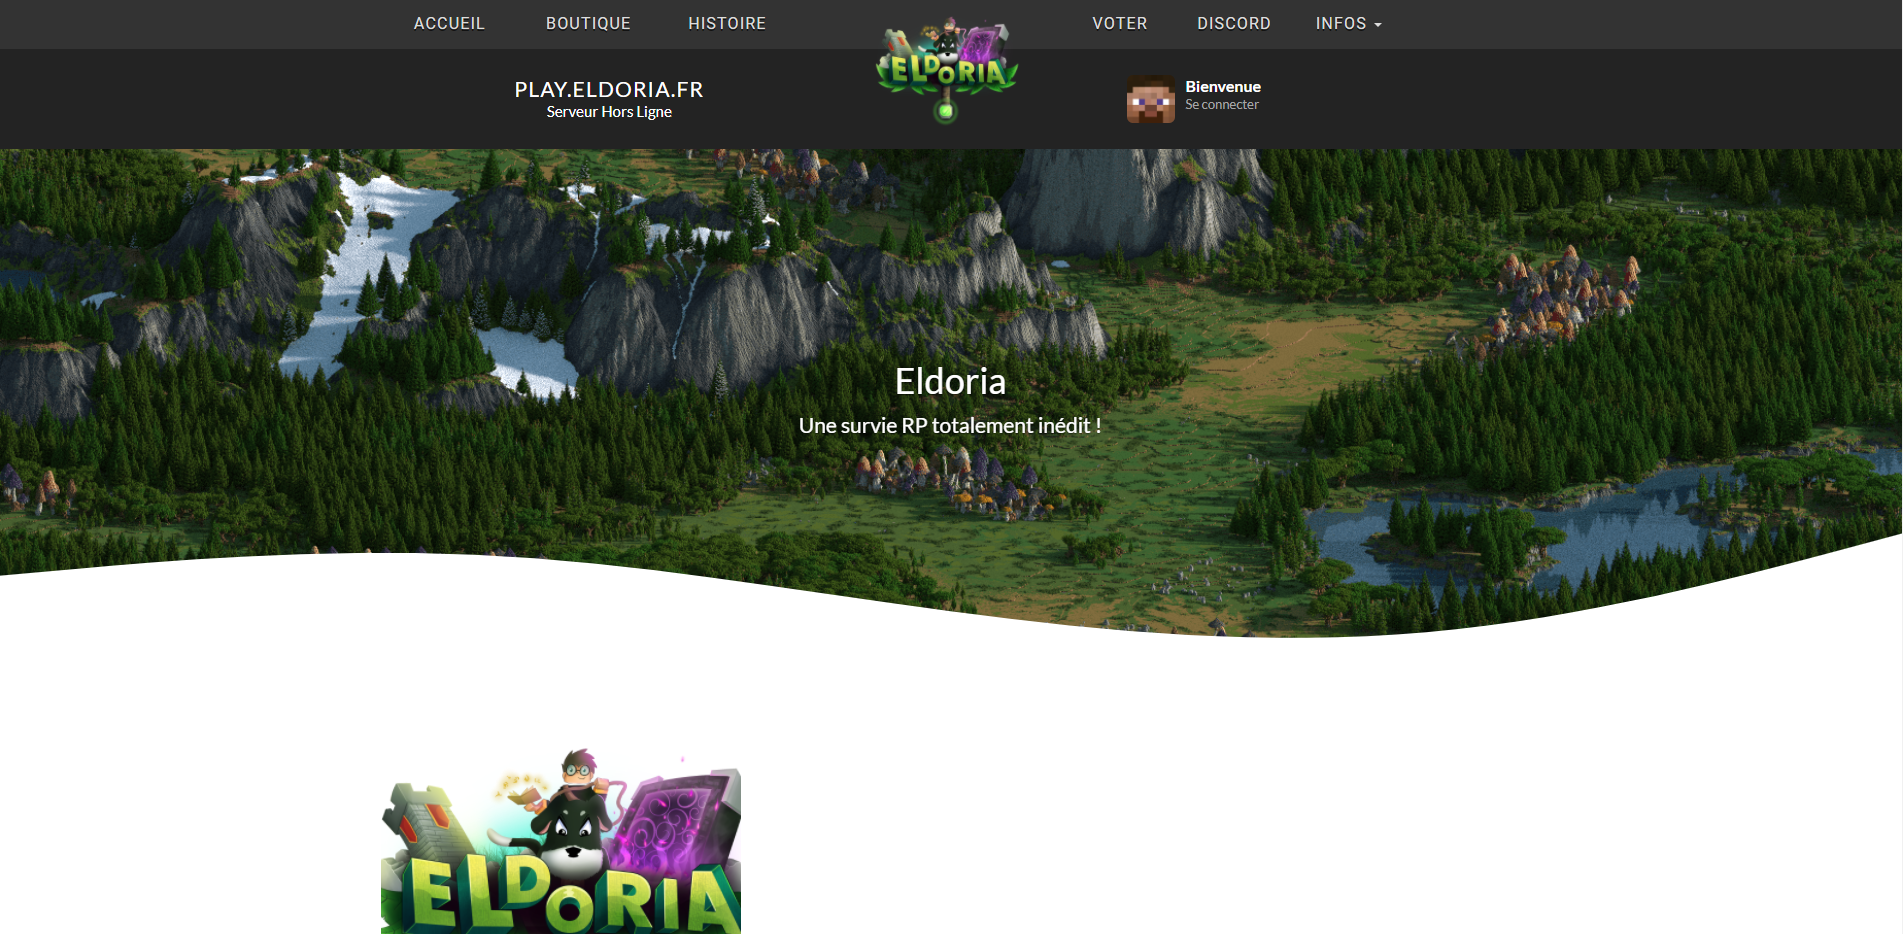 ACCUEIL
BOUTIQUE
HISTOIRE
ELDORIA
VOTER
DISCORD
INFOS
PLAY.ELDORIA.FR
Serveur Hors Ligne
Bienvenue
Se connecter
Eldoria
Une survie RP totalement inédit !
ELDORIA